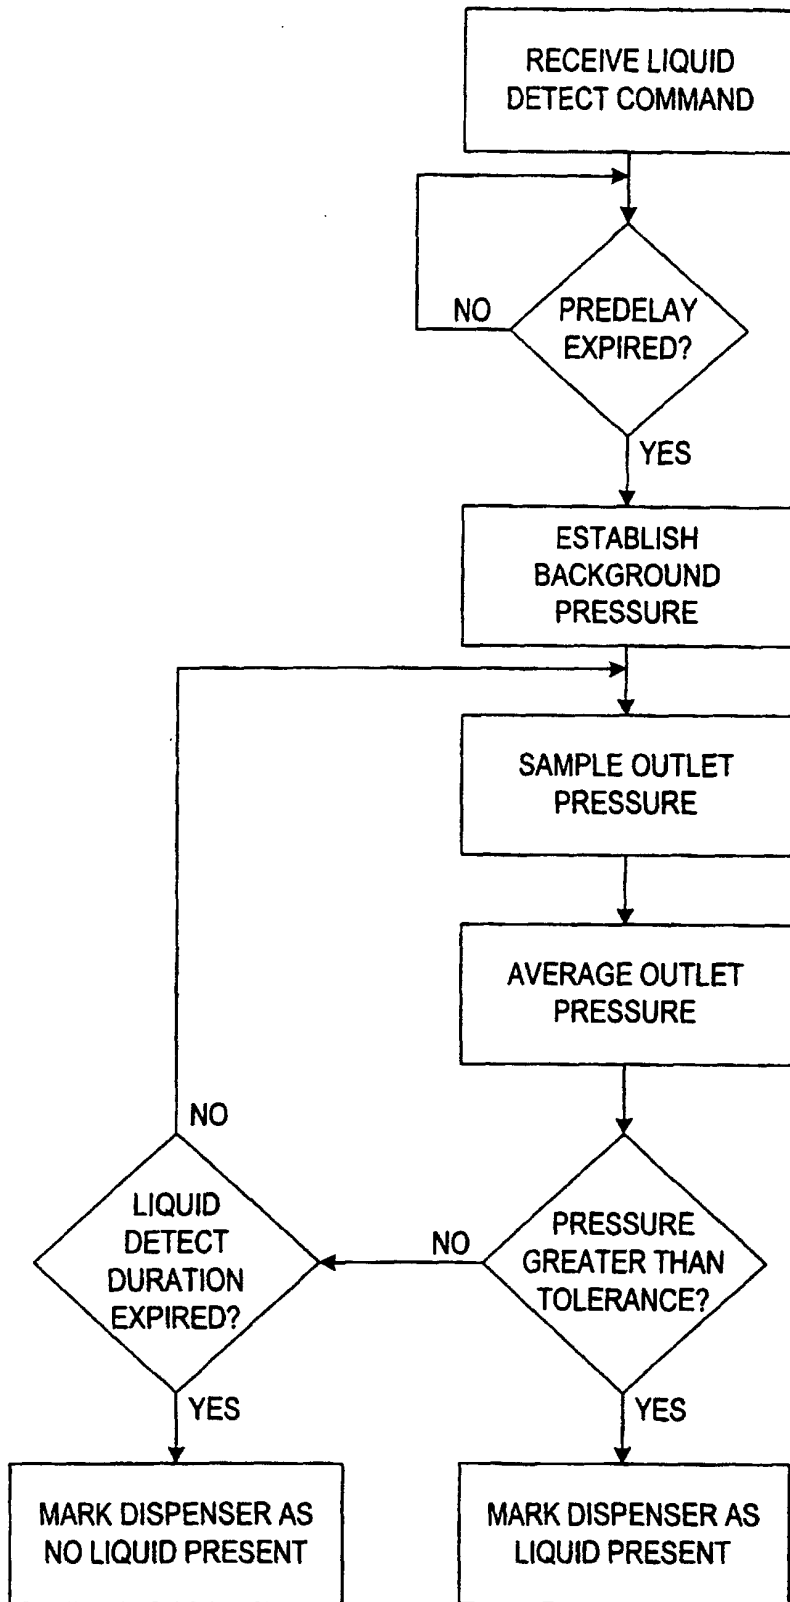 RECEIVE LIQUID
DETECT COMMAND
NO
PREDELAY
EXPIRED?
YES
ESTABLISH
BACKGROUND
PRESSURE
SAMPLE OUTLET
PRESSURE
AVERAGE OUTLET
PRESSURE
NO
LIQUID
DETECT
DURATION
EXPIRED?
NO
PRESSURE
GREATER THAN
TOLERANCE?
YES
YES
MARK DISPENSER AS
NO LIQUID PRESENT
MARK DISPENSER AS
LIQUID PRESENT